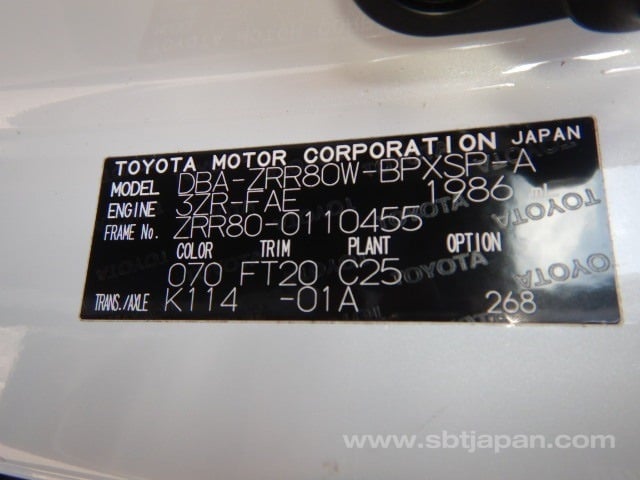 TOYOTA MOTOR CORPORATION JAPAN
MODEL DBA-ZRR80W-BPXSP-A
ENGINE 3ZR-FAE 1986 ml
FRAME No. ZRR80-0110455
COLOR TRIM PLANT OPTION
070 FT20 C25
TRANS./AXLE K114 -01A 268
www.sbtjapan.com